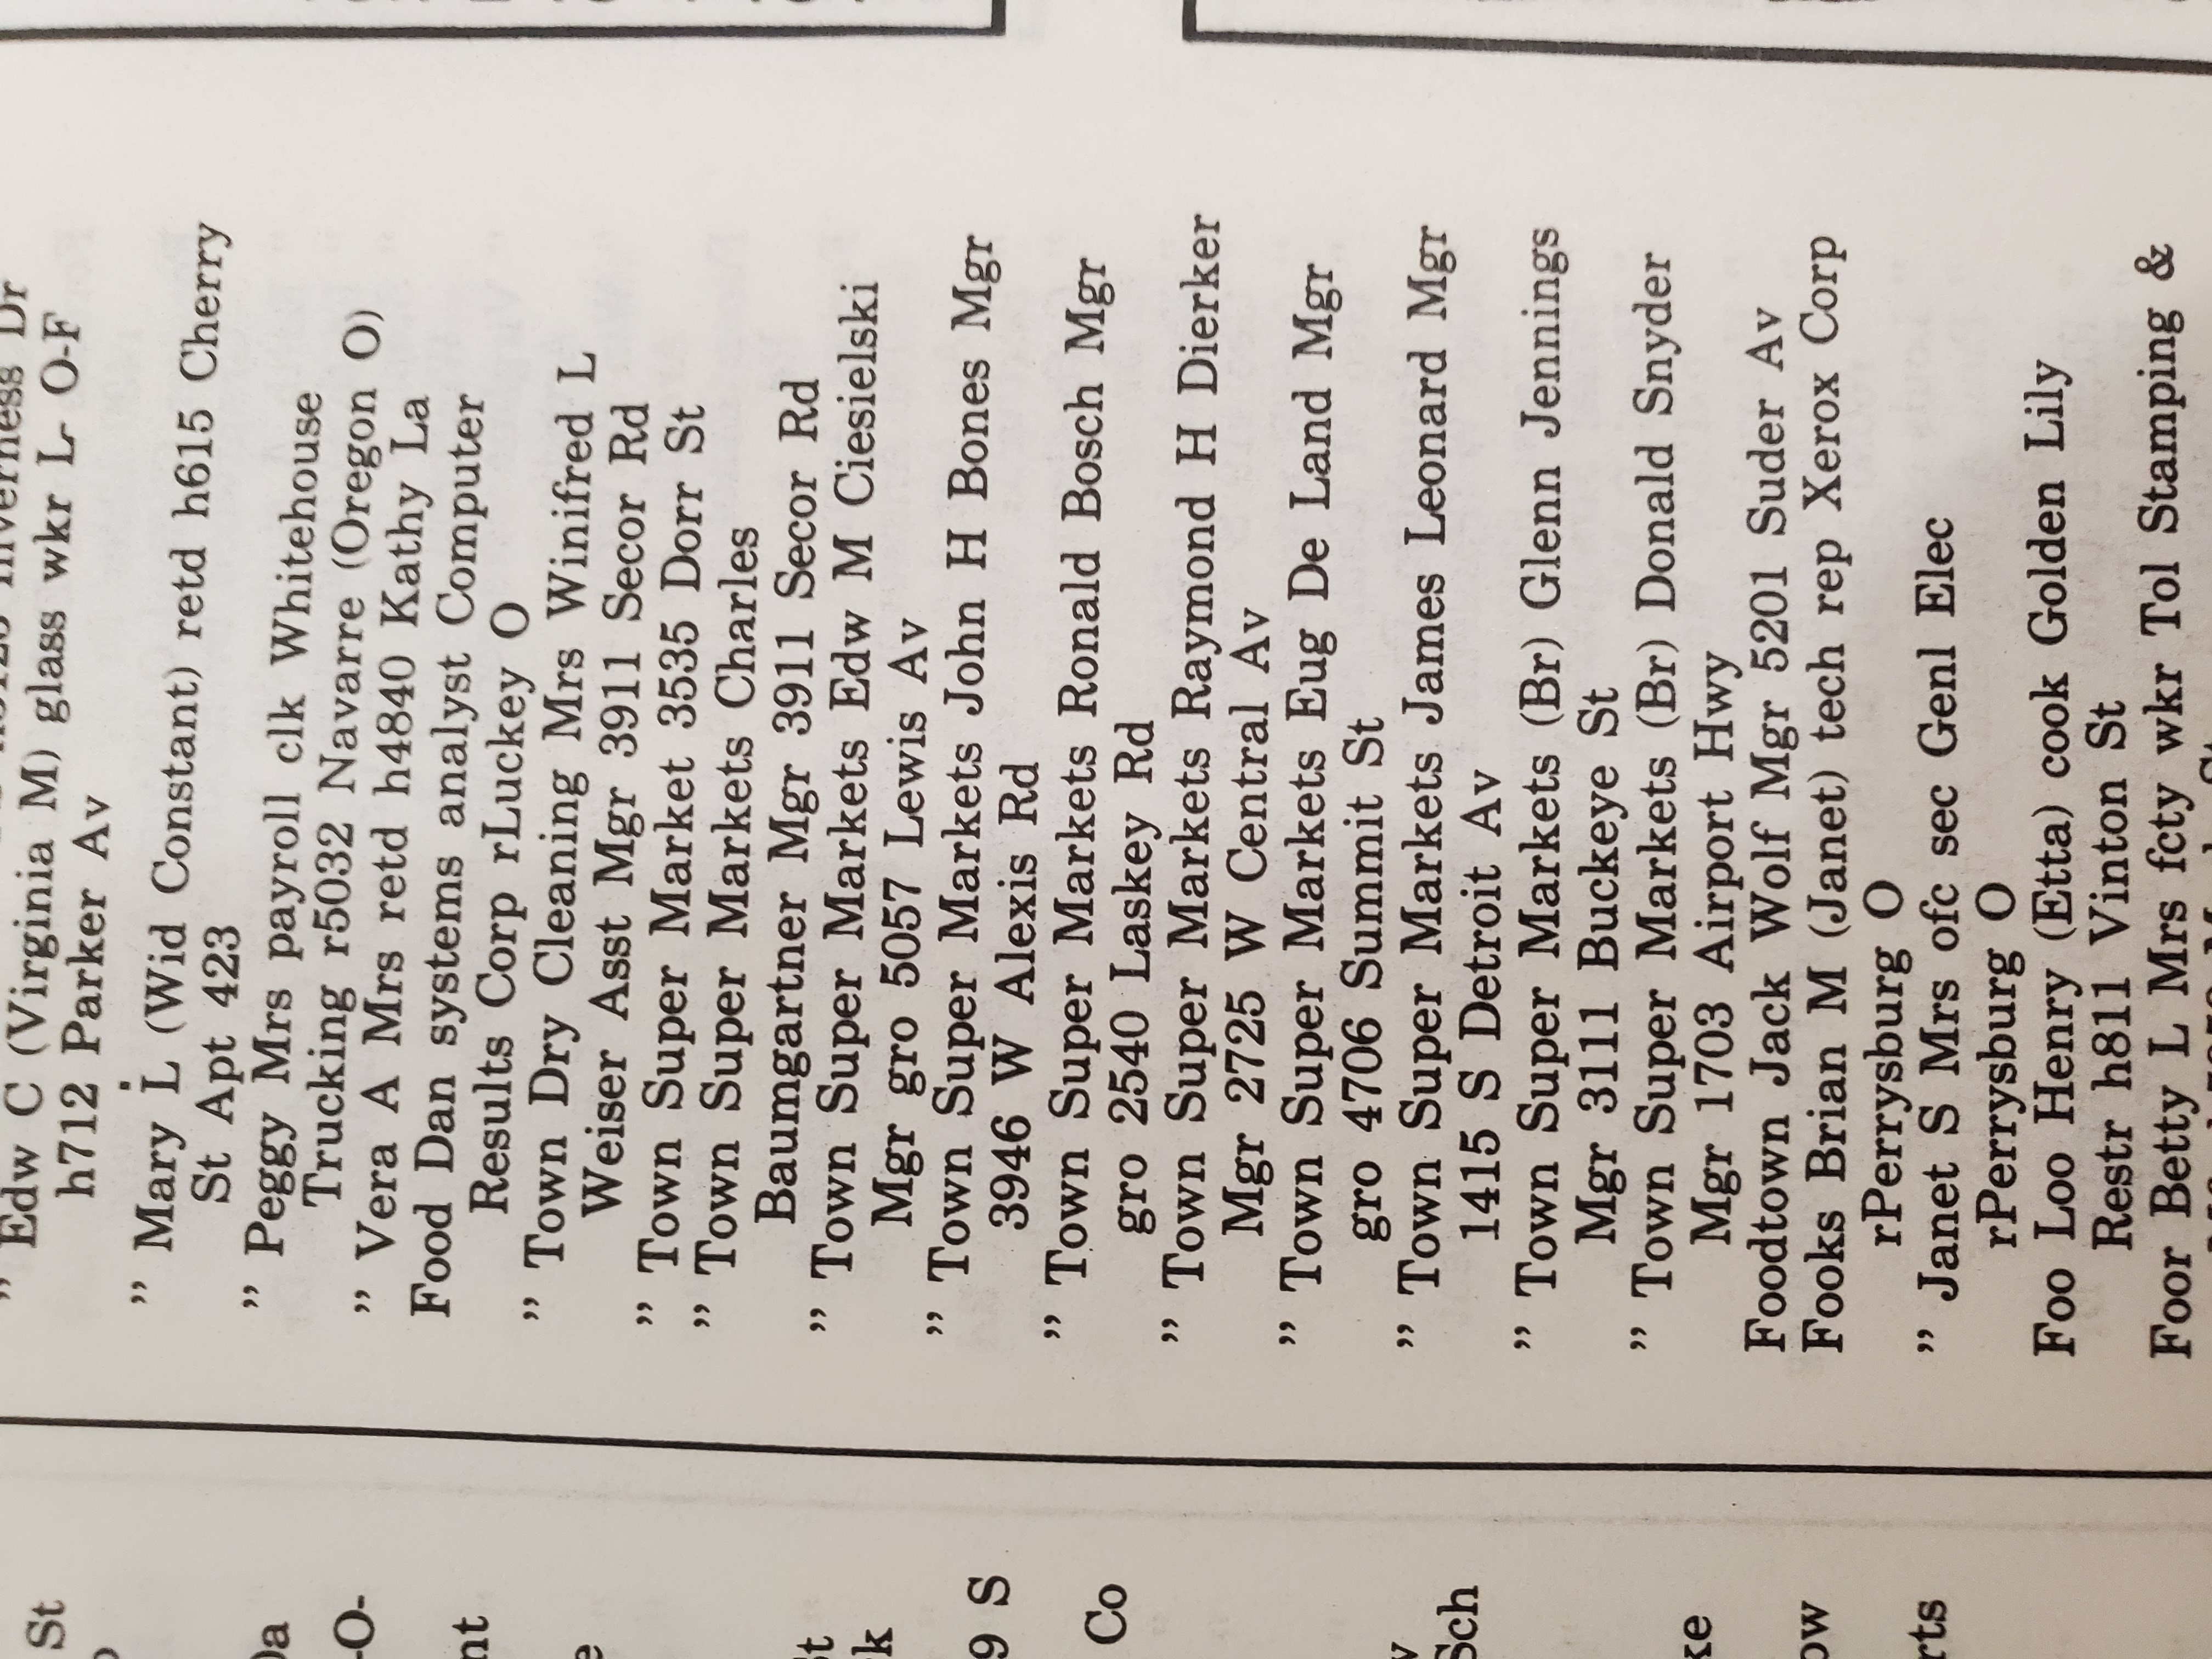 " Edw C (Virginia M) glass wkr L- O-F
h712 Parker Av
" Mary L (Wid Constant) retd h615 Cherry
St Apt 423
" Peggy Mrs payroll clk Whitehouse
Trucking r5032 Navarre (Oregon O)
" Vera A Mrs retd h4840 Kathy La
Food Dan systems analyst Computer
Results Corp rLuckey O
" Town Dry Cleaning Mrs Winifred L
Weiser Asst Mgr 3911 Secor Rd
" Town Super Market 3535 Dorr St
" Town Super Markets Charles
Baumgartner Mgr 3911 Secor Rd
" Town Super Markets Edw M Ciesielski
Mgr gro 5057 Lewis Av
" Town Super Markets John H Bones Mgr
3946 W Alexis Rd
" Town Super Markets Ronald Bosch Mgr
gro 2540 Laskey Rd
" Town Super Markets Raymond H Dierker
Mgr 2725 W Central Av
" Town Super Markets Eug De Land Mgr
gro 4706 Summit St
" Town Super Markets James Leonard Mgr
1415 S Detroit Av
" Town Super Markets (Br) Glenn Jennings
Mgr 3111 Buckeye St
" Town Super Markets (Br) Donald Snyder
Mgr 1703 Airport Hwy
Foodtown Jack Wolf Mgr 5201 Suder Av
Fooks Brian M (Janet) tech rep Xerox Corp
rPerrysburg O
" Janet S Mrs ofc sec Genl Elec
rPerrysburg O
Foo Loo Henry (Etta) cook Golden Lily
Restr h811 Vinton St
Foor Betty L Mrs fcty wkr Tol Stamping &
St
9 S
Co
Sch